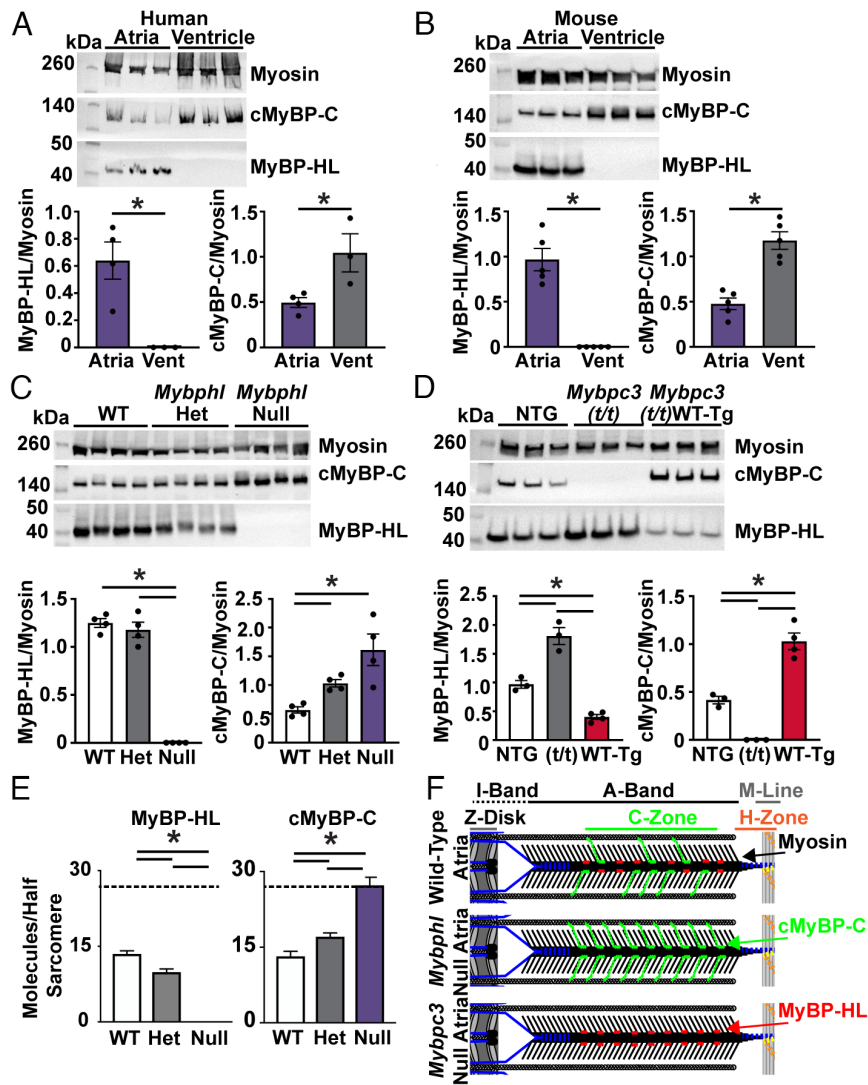 A
Human
kDa
Atria Ventricle
260
Myosin
140
cMyBP-C
50
40
MyBP-HL
*
MyBP-HL/Myosin
1.0
0.8
0.6
0.4
0.2
0
Atria Vent
*
cMyBP-C/Myosin
1.5
1.0
0.5
0
Atria Vent
B
Mouse
kDa
Atria Ventricle
260
Myosin
140
cMyBP-C
50
40
MyBP-HL
*
MyBP-HL/Myosin
1.5
1.0
0.5
0
Atria Vent
*
cMyBP-C/Myosin
1.5
1.0
0.5
0
Atria Vent
C
Mybphl Mybphl
kDa
WT Het Null
260
Myosin
140
cMyBP-C
50
40
MyBP-HL
*
MyBP-HL/Myosin
1.5
1.0
0.5
0
WT Het Null
*
cMyBP-C/Myosin
2.5
2.0
1.5
1.0
0.5
0
WT Het Null
D
Mybpc3 Mybpc3
kDa
NTG (t/t) (t/t)WT-Tg
260
Myosin
140
cMyBP-C
50
40
MyBP-HL
*
MyBP-HL/Myosin
2.5
2.0
1.5
1.0
0.5
0
NTG (t/t) WT-Tg
*
cMyBP-C/Myosin
1.5
1.0
0.5
0
NTG (t/t) WT-Tg
E
MyBP-HL
*
Molecules/Half
Sarcomere
30
15
0
WT Het Null
cMyBP-C
*
30
15
0
WT Het Null
F
I-Band A-Band M-Line
Z-Disk C-Zone H-Zone
Wild-Type
Atria
Myosin
Mybphl
Null Atria
cMyBP-C
Mybpc3
Null Atria
MyBP-HL